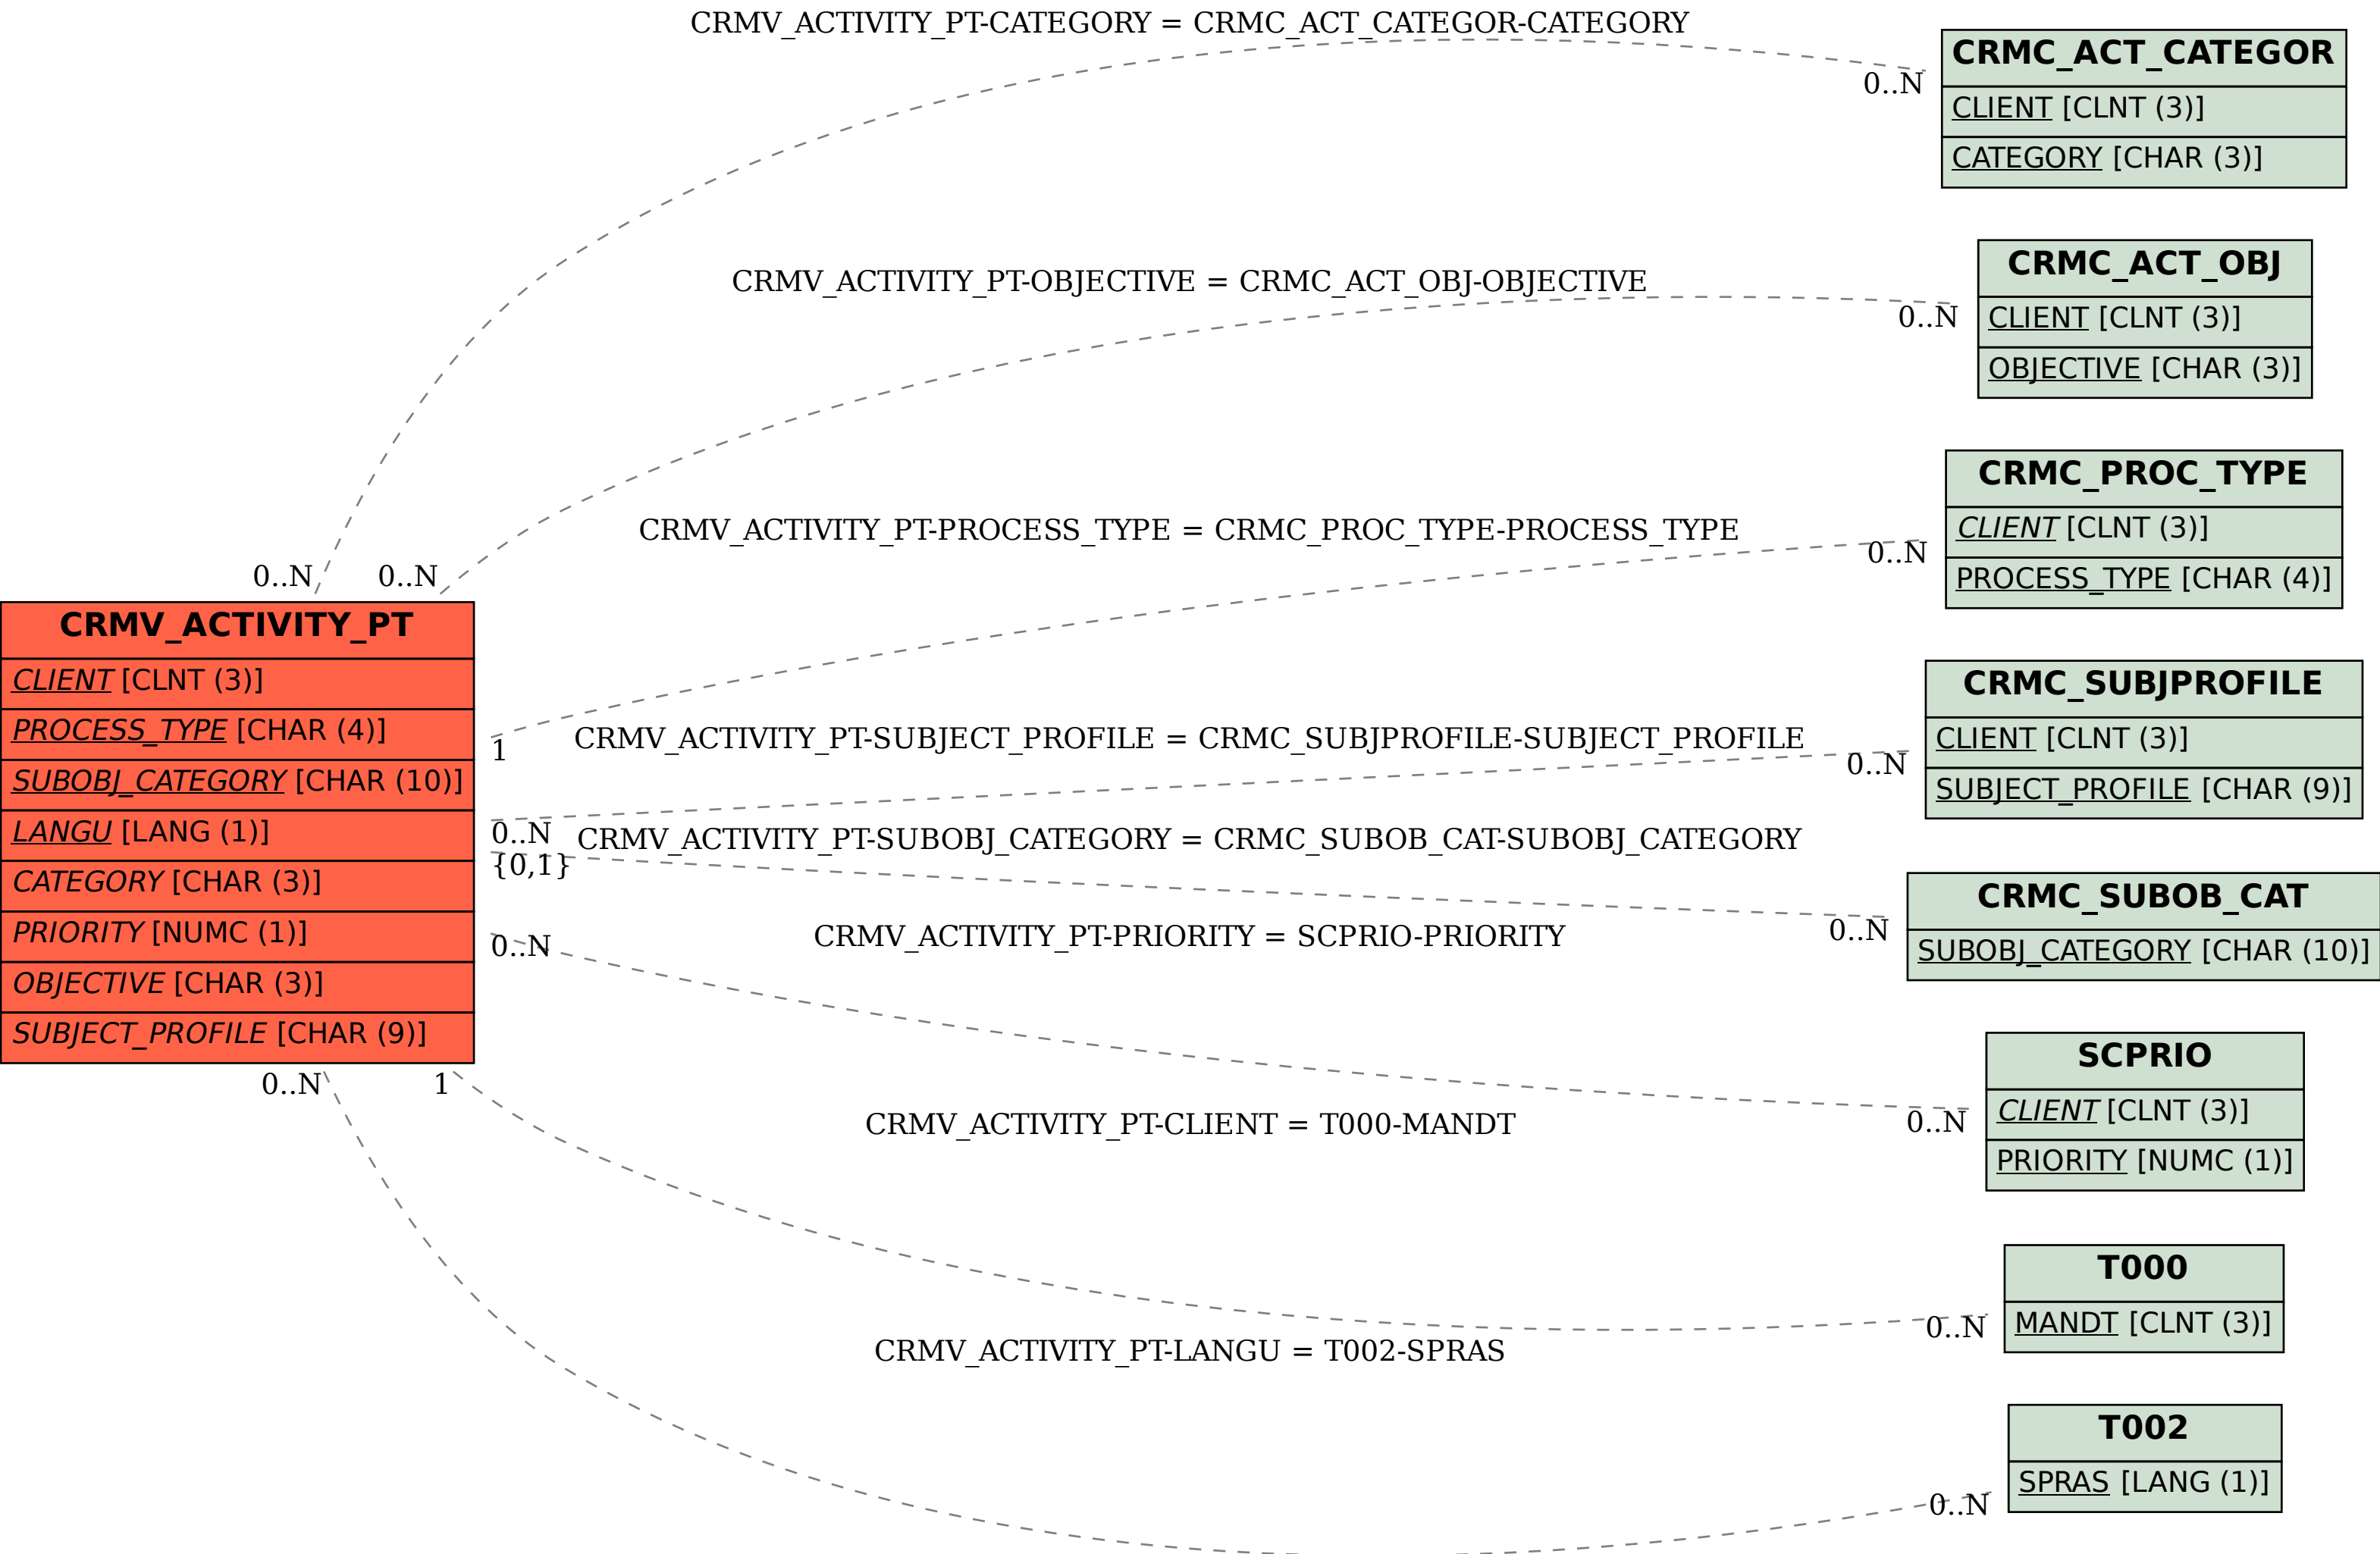 CRMV_ACTIVITY_PT-CATEGORY = CRMC_ACT_CATEGOR-CATEGORY
0..N
CRMC_ACT_CATEGOR
CLIENT [CLNT (3)]
CATEGORY [CHAR (3)]
CRMV_ACTIVITY_PT-OBJECTIVE = CRMC_ACT_OBJ-OBJECTIVE
0..N
CRMC_ACT_OBJ
CLIENT [CLNT (3)]
OBJECTIVE [CHAR (3)]
CRMV_ACTIVITY_PT-PROCESS_TYPE = CRMC_PROC_TYPE-PROCESS_TYPE
0..N
CRMC_PROC_TYPE
CLIENT [CLNT (3)]
PROCESS_TYPE [CHAR (4)]
0..N
0..N
CRMV_ACTIVITY_PT
CLIENT [CLNT (3)]
PROCESS_TYPE [CHAR (4)]
SUBOBJ_CATEGORY [CHAR (10)]
LANGU [LANG (1)]
CATEGORY [CHAR (3)]
PRIORITY [NUMC (1)]
OBJECTIVE [CHAR (3)]
SUBJECT_PROFILE [CHAR (9)]
0..N
1
1
CRMV_ACTIVITY_PT-SUBJECT_PROFILE = CRMC_SUBJPROFILE-SUBJECT_PROFILE
0..N
0..N
CRMC_SUBJPROFILE
CLIENT [CLNT (3)]
SUBJECT_PROFILE [CHAR (9)]
CRMV_ACTIVITY_PT-SUBOBJ_CATEGORY = CRMC_SUBOB_CAT-SUBOBJ_CATEGORY
{0,1}
0..N
CRMC_SUBOB_CAT
SUBOBJ_CATEGORY [CHAR (10)]
CRMV_ACTIVITY_PT-PRIORITY = SCPRIO-PRIORITY
0..N
0..N
SCPRIO
CLIENT [CLNT (3)]
PRIORITY [NUMC (1)]
CRMV_ACTIVITY_PT-CLIENT = T000-MANDT
0..N
T000
MANDT [CLNT (3)]
CRMV_ACTIVITY_PT-LANGU = T002-SPRAS
0..N
T002
SPRAS [LANG (1)]